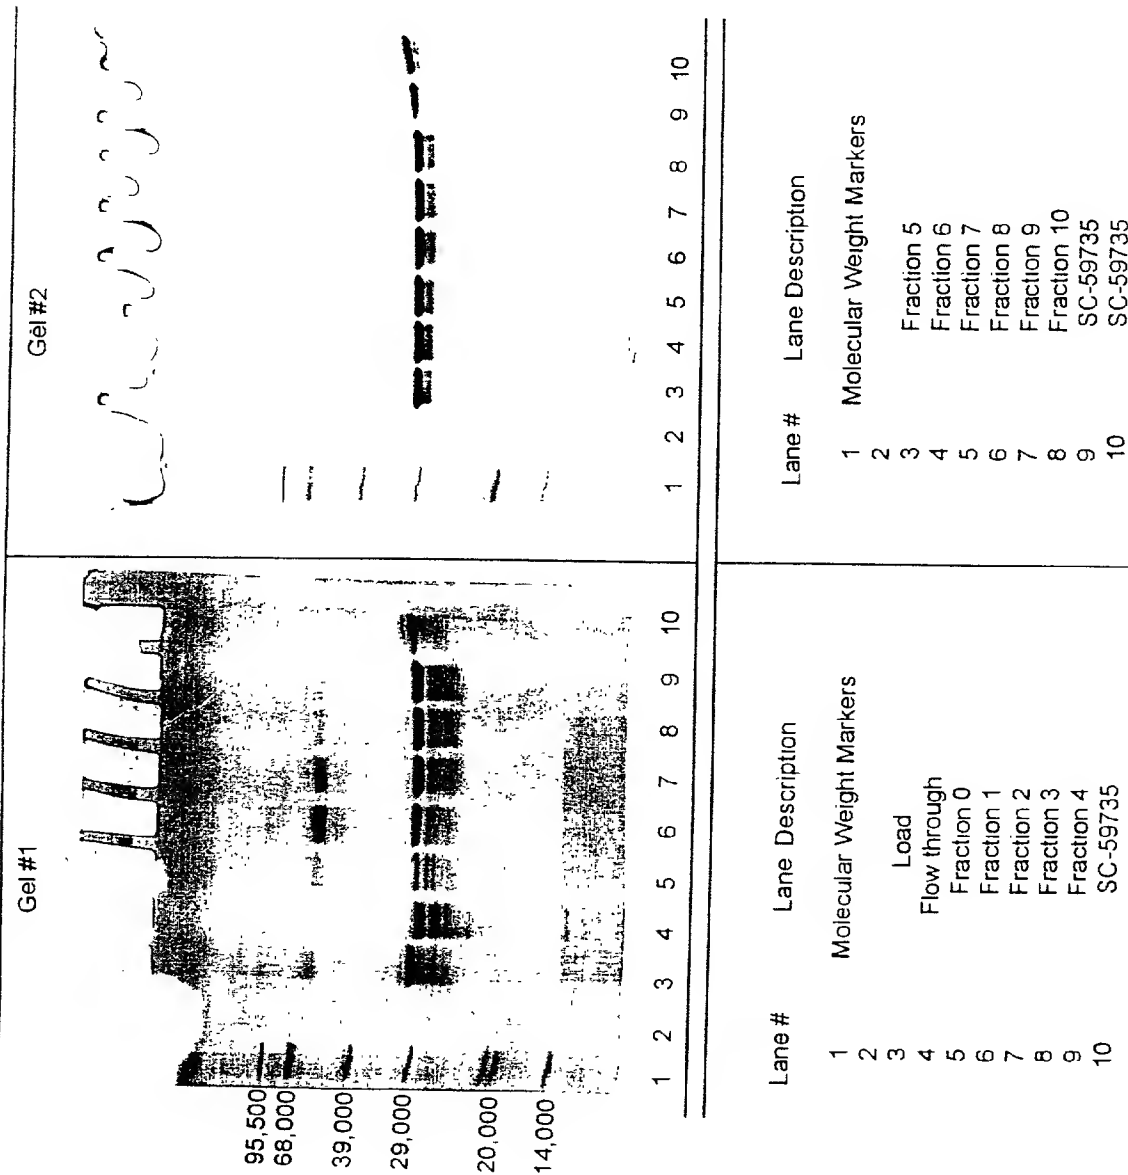 Gel #1
95,500
68,000
39,000
29,000
20,000
14,000
1 2 3 4 5 6 7 8 9 10
Lane # Lane Description
1 Molecular Weight Markers
2
3 Load
4 Flow through
5 Fraction 0
6 Fraction 1
7 Fraction 2
8 Fraction 3
9 Fraction 4
10 SC-59735
Gel #2
1 2 3 4 5 6 7 8 9 10
Lane # Lane Description
1 Molecular Weight Markers
2
3 Fraction 5
4 Fraction 6
5 Fraction 7
6 Fraction 8
7 Fraction 9
8 Fraction 10
9 SC-59735
10 SC-59735